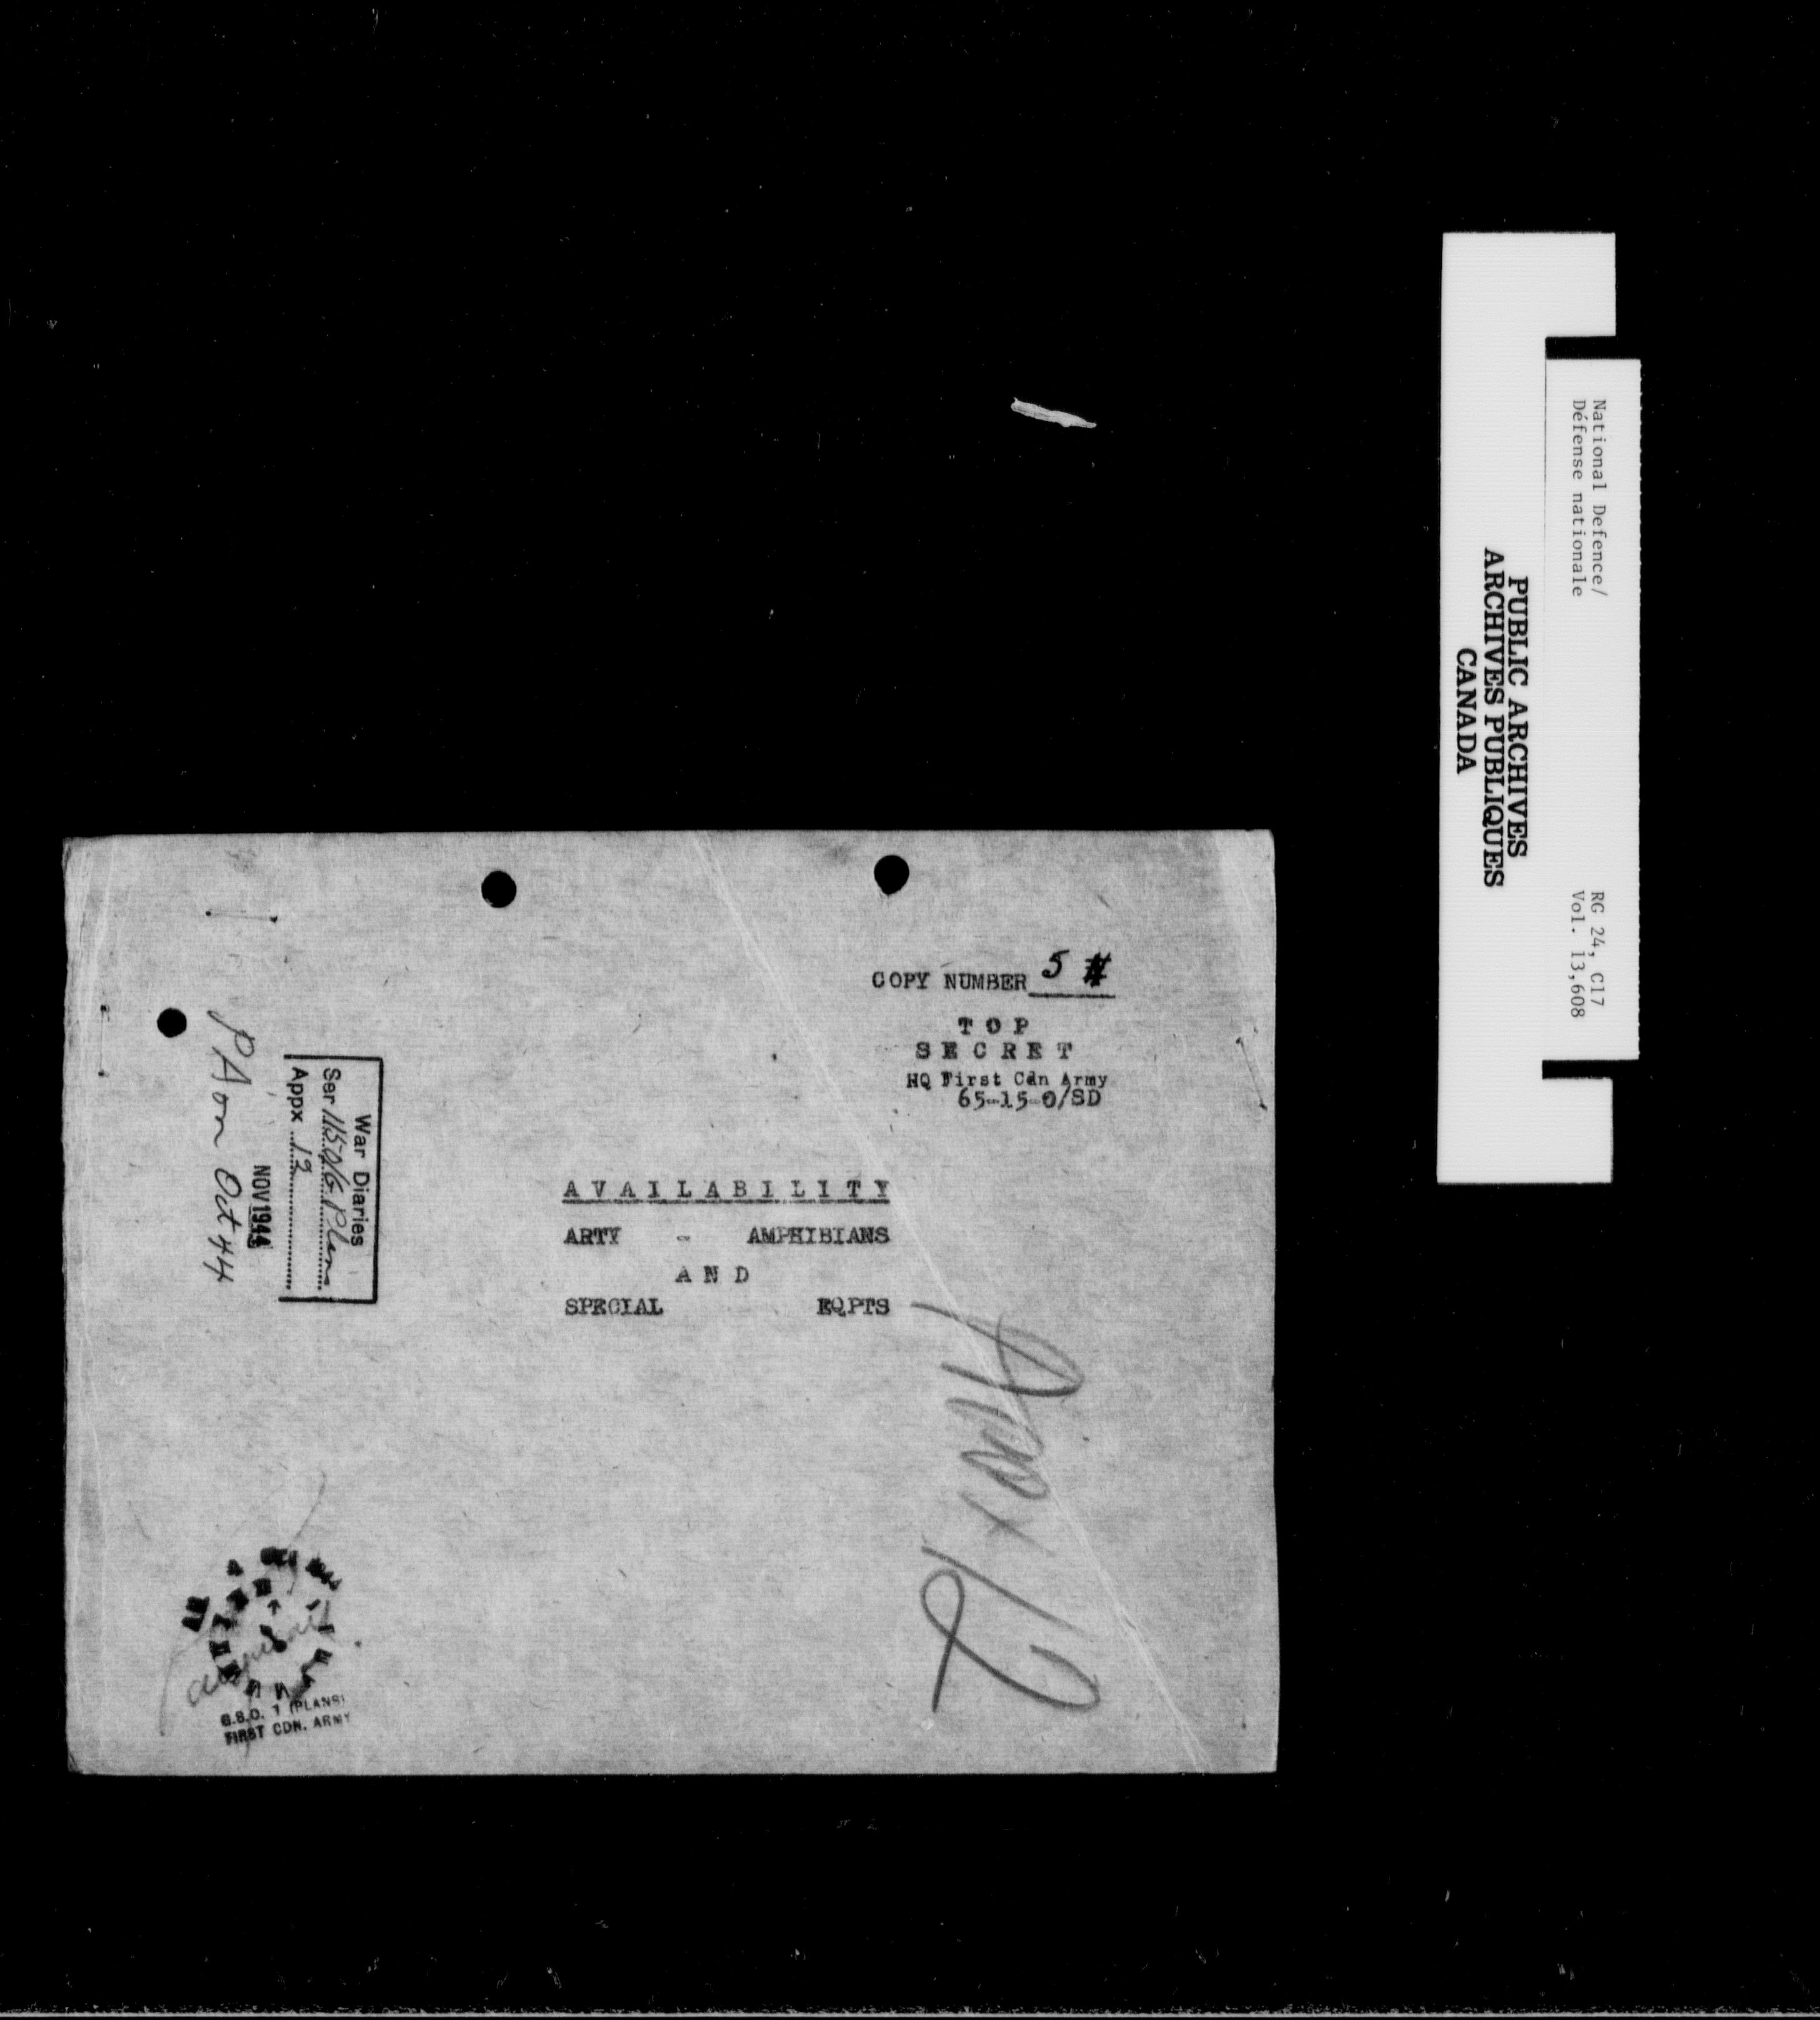 COPY NUMBER 5 #
TOP
SECRET
HQ First Cdn Army
65-15-0/SD
AVAILABILITY
ARTY - AMPHIBIANS
AND
SPECIAL EQPTS
Appx 12
War Diaries
Ser Plans
Appx 12
NOV 1944
PA on Oct 44
G.S.O. 1 (PLANS)
FIRST CDN. ARMY
National Defence/
Défense nationale
RG 24, C17
Vol. 13,608
PUBLIC ARCHIVES
ARCHIVES PUBLIQUES
CANADA